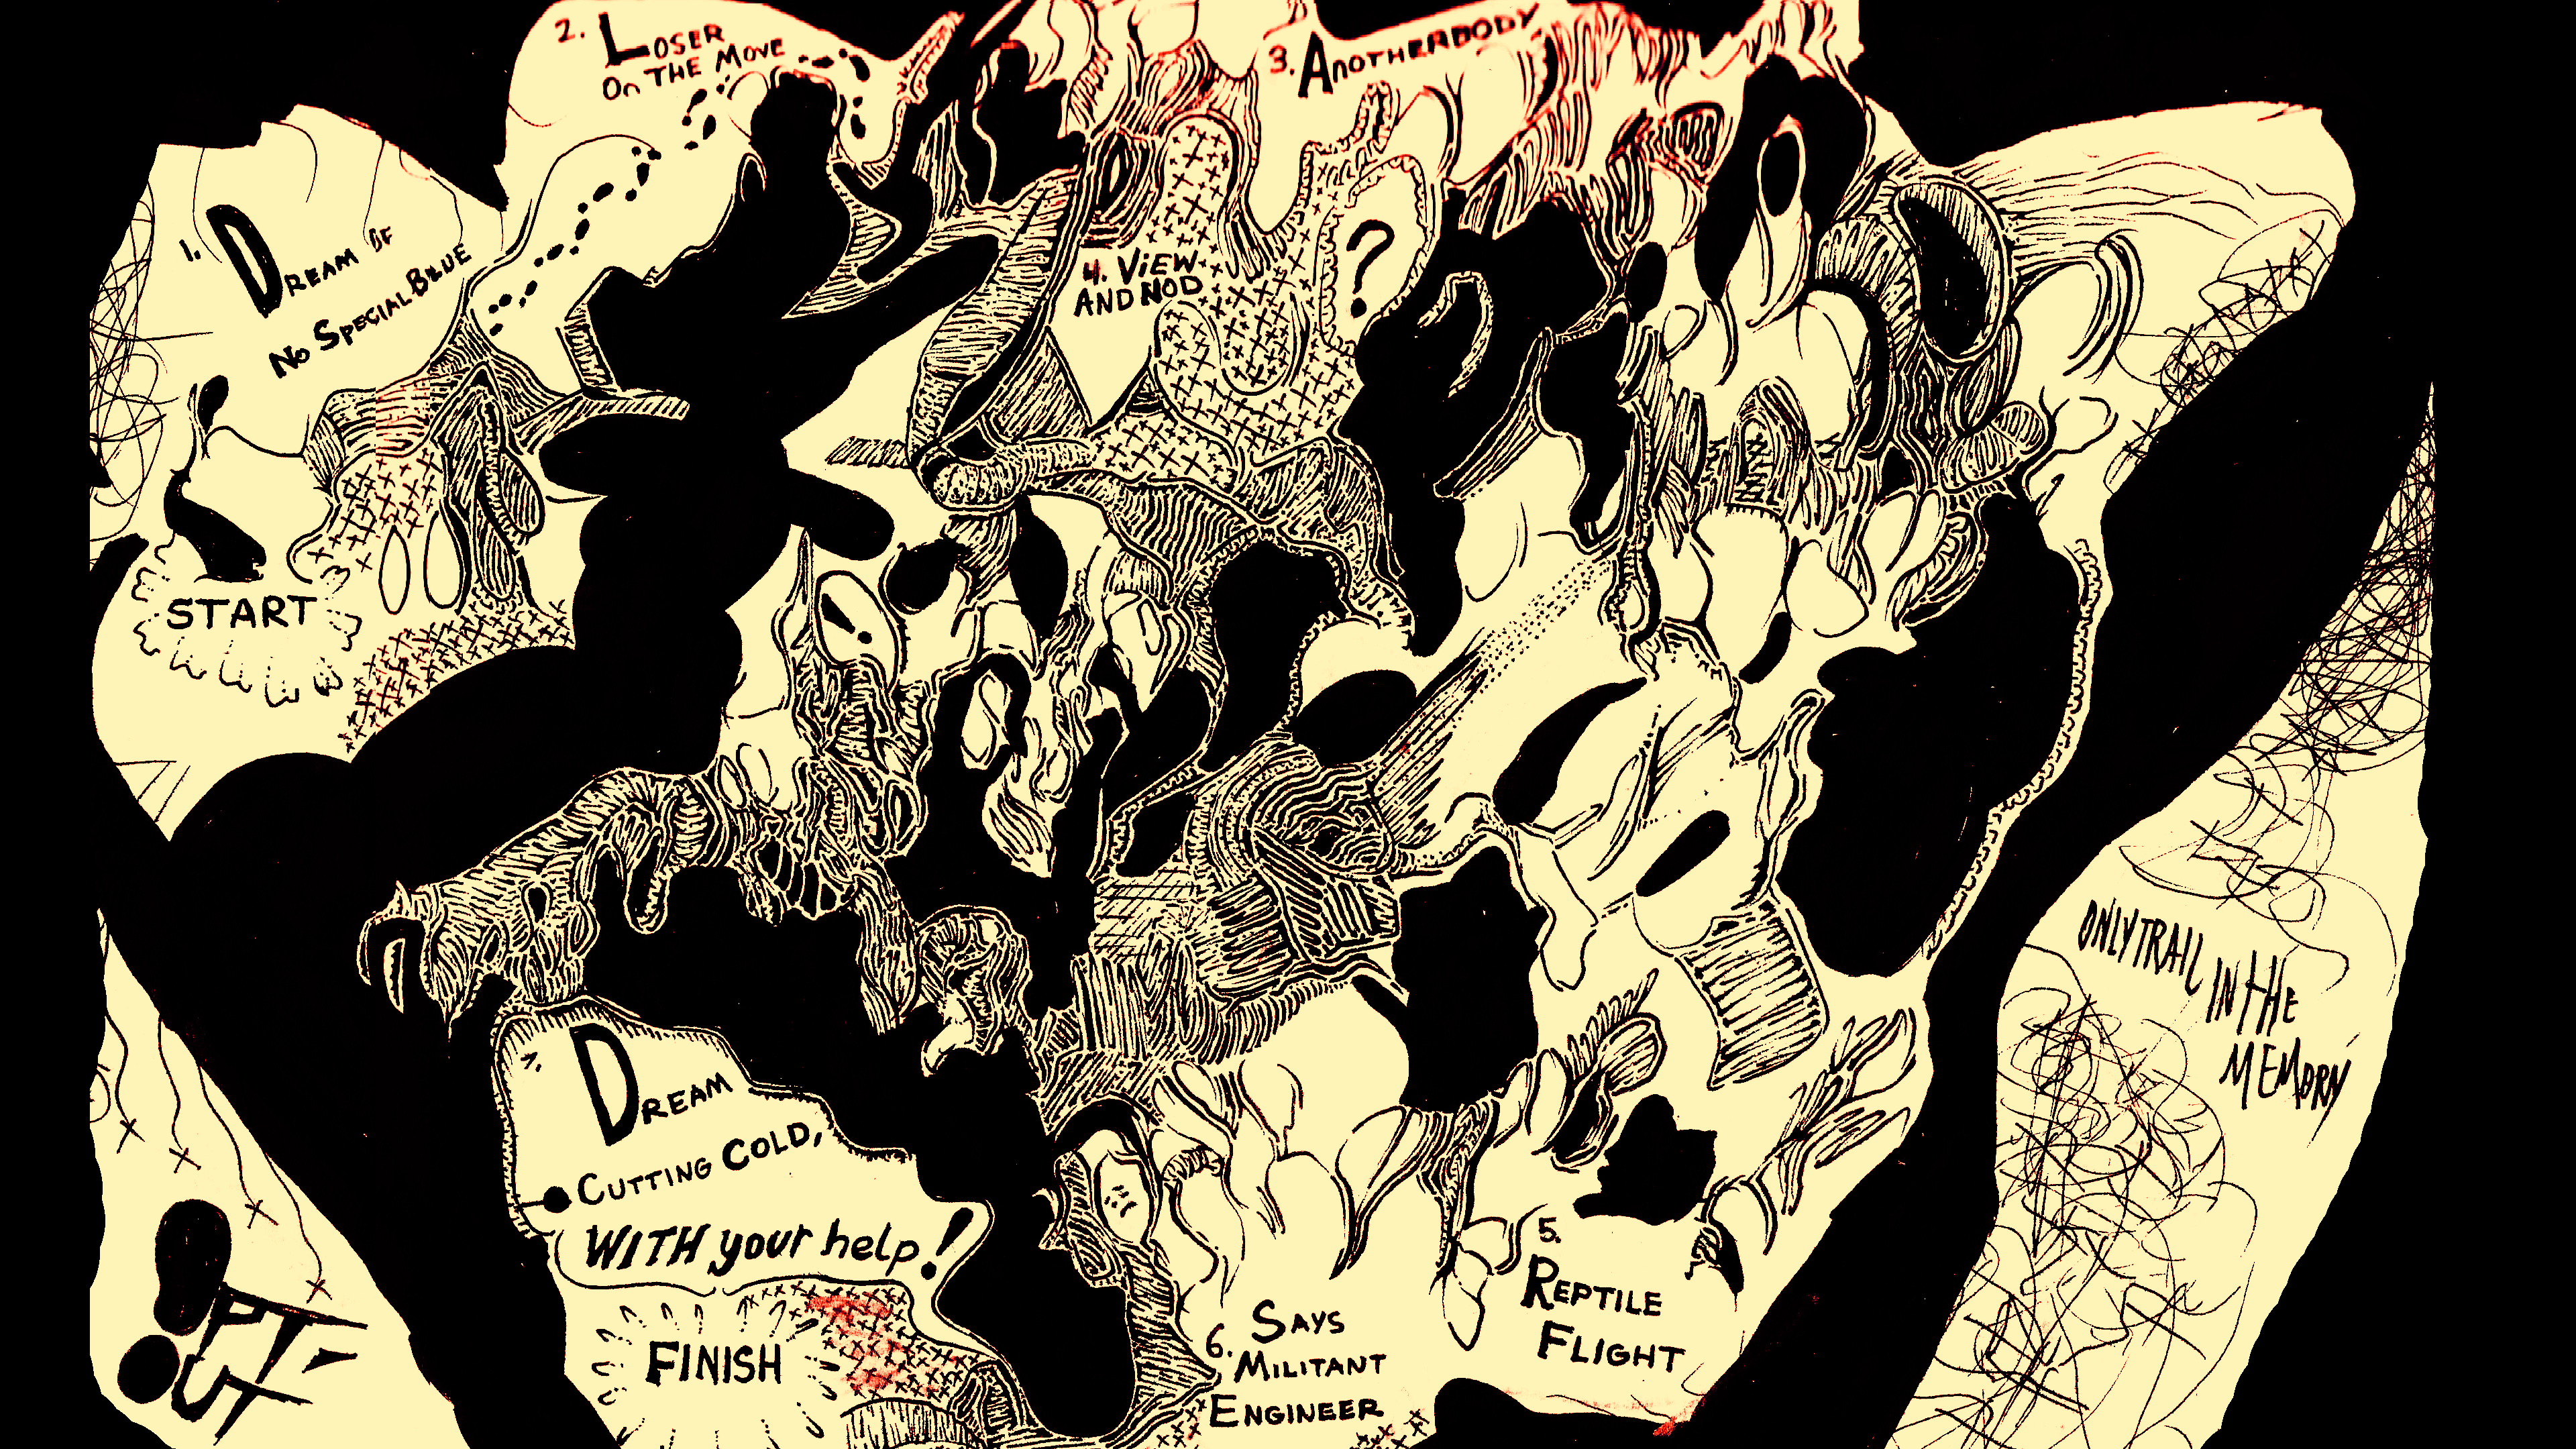 1. DREAM OF
NO SPECIAL BLUE
START
2. LOSER
On THE MOVE
3. ANOTHERBODY
?
4. VIEW
AND NOD
!
5.
REPTILE
FLIGHT
6. SAYS
MILITANT
ENGINEER
7. DREAM
CUTTING COLD,
WITH your help!
FINISH
OPT-
OUT
ONLY TRAIL IN THE
MEMORY